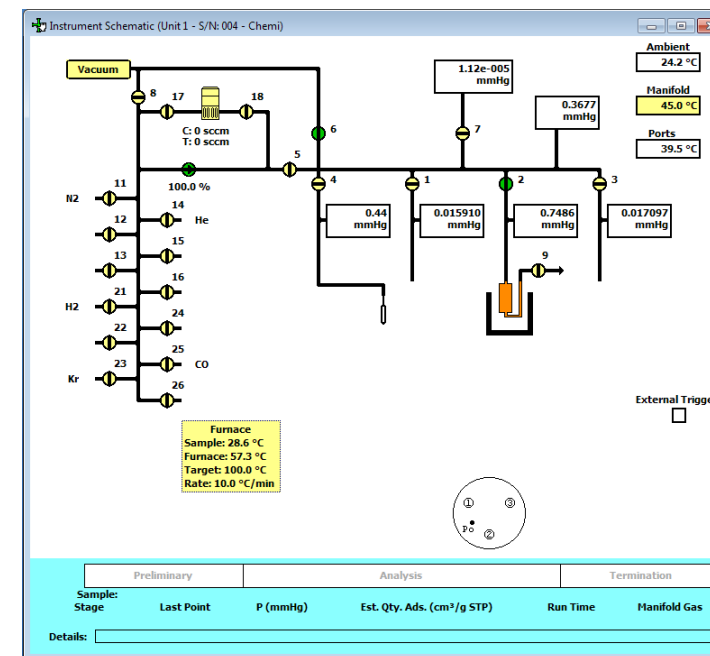 Instrument Schematic (Unit 1 - S/N: 004 - Chemi)
Ambient
24.2 °C
Manifold
45.0 °C
Ports
39.5 °C
Vacuum
1.12e-005
mmHg
0.3677
mmHg
8
17
18
6
7
C: 0 sccm
T: 0 sccm
5
100.0 %
4
1
2
3
0.44
mmHg
0.015910
mmHg
0.7486
mmHg
0.017097
mmHg
9
11
N2
14
He
12
15
13
16
21
H2
24
22
25
CO
23
Kr
26
Furnace
Sample: 28.6 °C
Furnace: 57.3 °C
Target: 100.0 °C
Rate: 10.0 °C/min
External Trigge
① ③
P
②
Preliminary Analysis Termination
Sample:
Stage Last Point P (mmHg) Est. Qty. Ads. (cm³/g STP) Run Time Manifold Gas
Details: